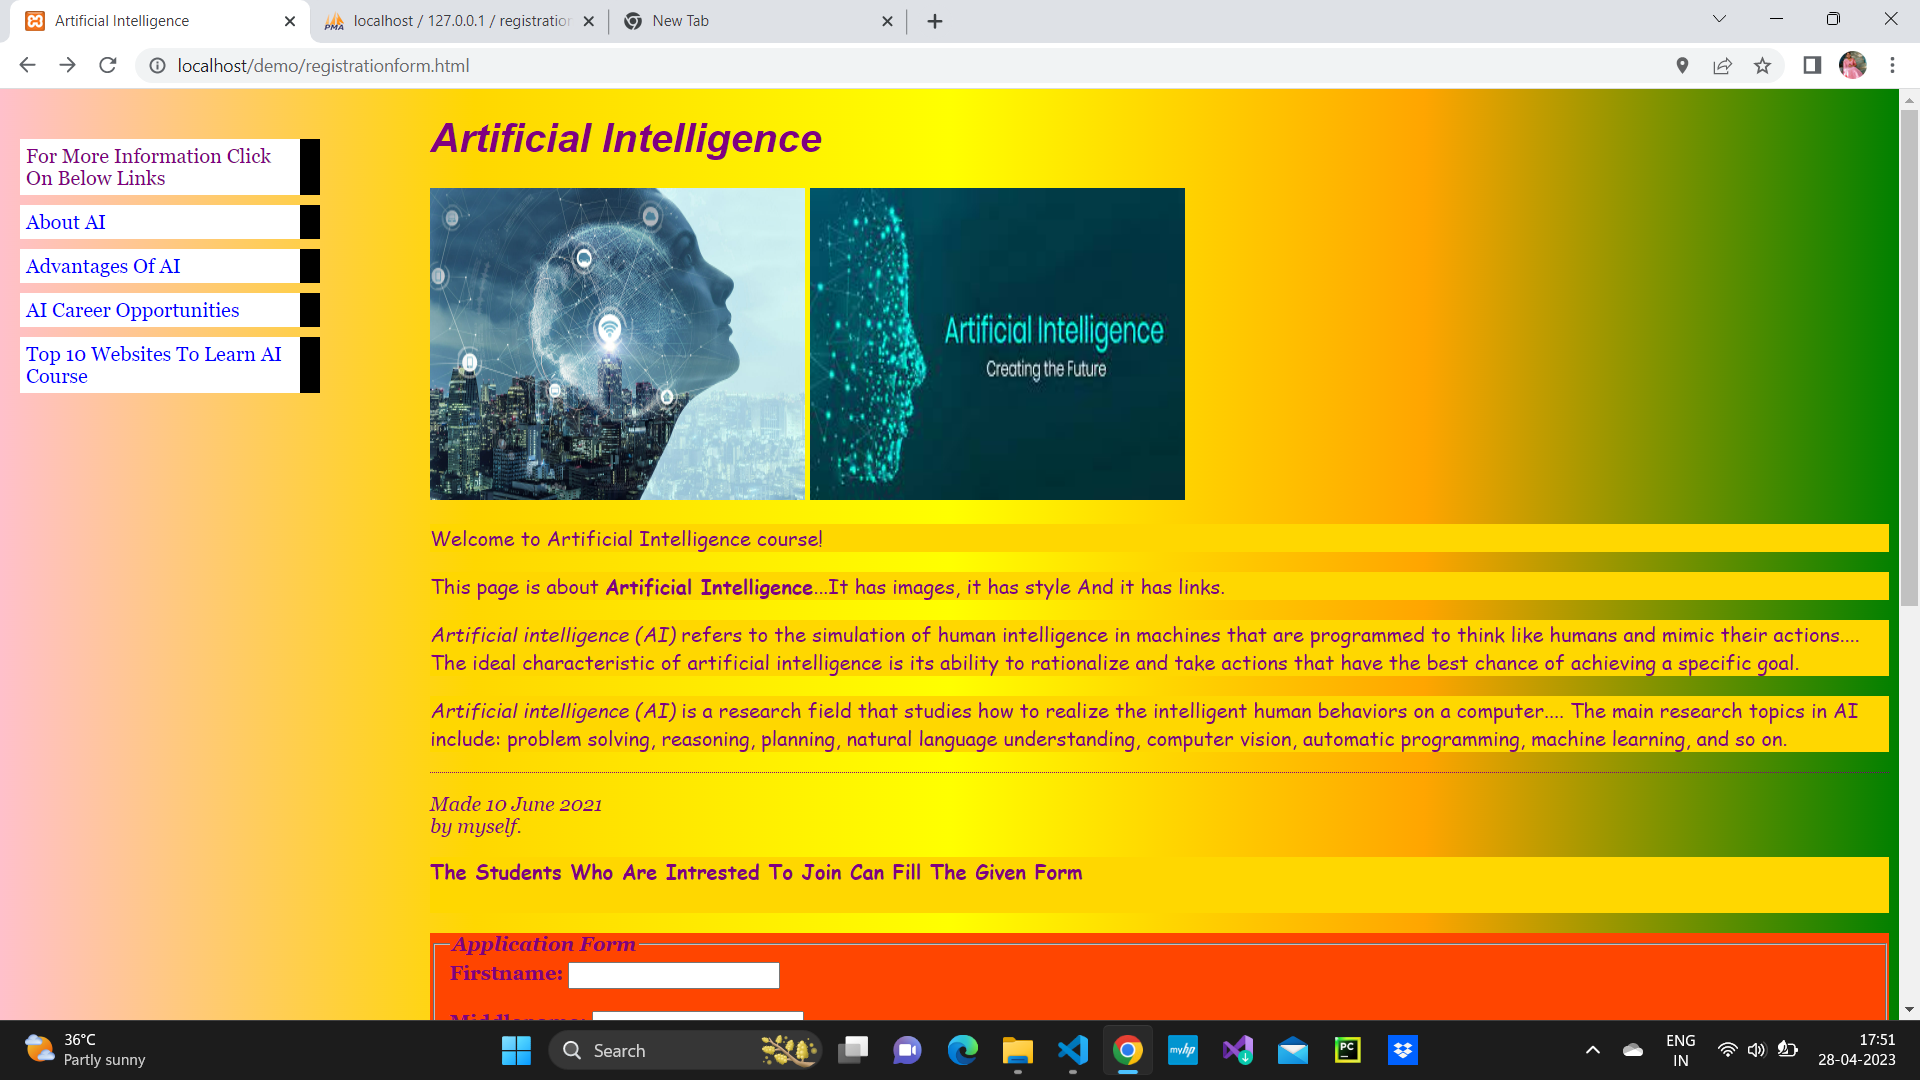 Artificial Intelligence
localhost / 127.0.0.1 / registration
New Tab
localhost/demo/registrationform.html
For More Information Click
On Below Links
About AI
Advantages Of AI
AI Career Opportunities
Top 10 Websites To Learn AI
Course
Artificial Intelligence
Artificial Intelligence
Creating the Future
Welcome to Artificial Intelligence course!
This page is about Artificial Intelligence...It has images, it has style And it has links.
Artificial intelligence (AI) refers to the simulation of human intelligence in machines that are programmed to think like humans and mimic their actions....
The ideal characteristic of artificial intelligence is its ability to rationalize and take actions that have the best chance of achieving a specific goal.
Artificial intelligence (AI) is a research field that studies how to realize the intelligent human behaviors on a computer.... The main research topics in AI
include: problem solving, reasoning, planning, natural language understanding, computer vision, automatic programming, machine learning, and so on.
Made 10 June 2021
by myself.
The Students Who Are Intrested To Join Can Fill The Given Form
Application Form
Firstname:
Middlename:
36°C
Partly sunny
Search
myhp
PC
ENG
IN
17:51
28-04-2023